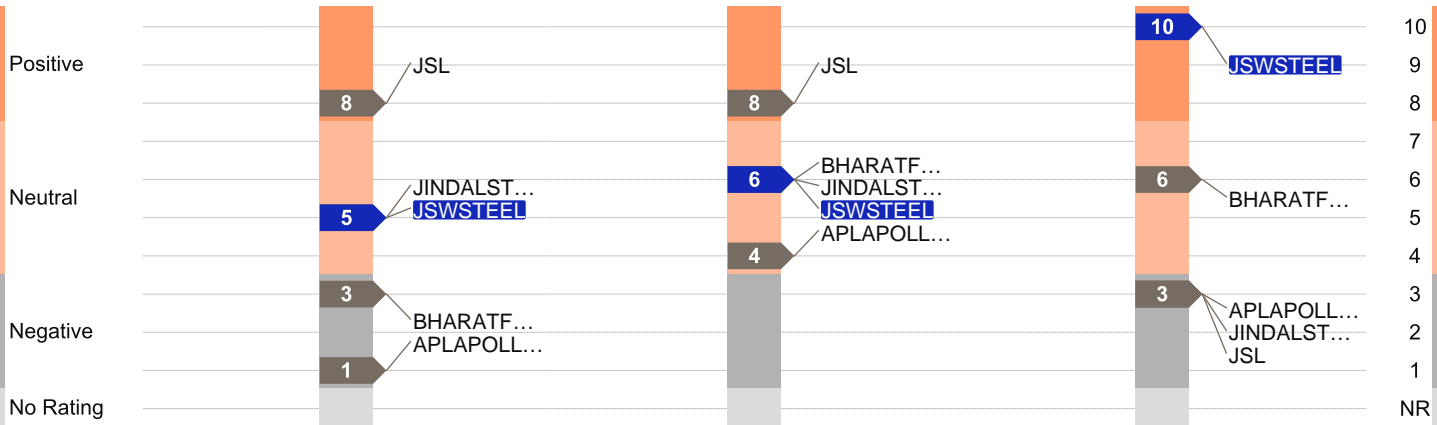 Positive
Neutral
Negative
No Rating
8
JSL
5
JINDALST...
JSWSTEEL
3
BHARATF...
APLAPOLL...
1
8
JSL
6
BHARATF...
JINDALST...
JSWSTEEL
APLAPOLL...
4
10
JSWSTEEL
6
BHARATF...
3
APLAPOLL...
JINDALST...
JSL
10
9
8
7
6
5
4
3
2
1
NR